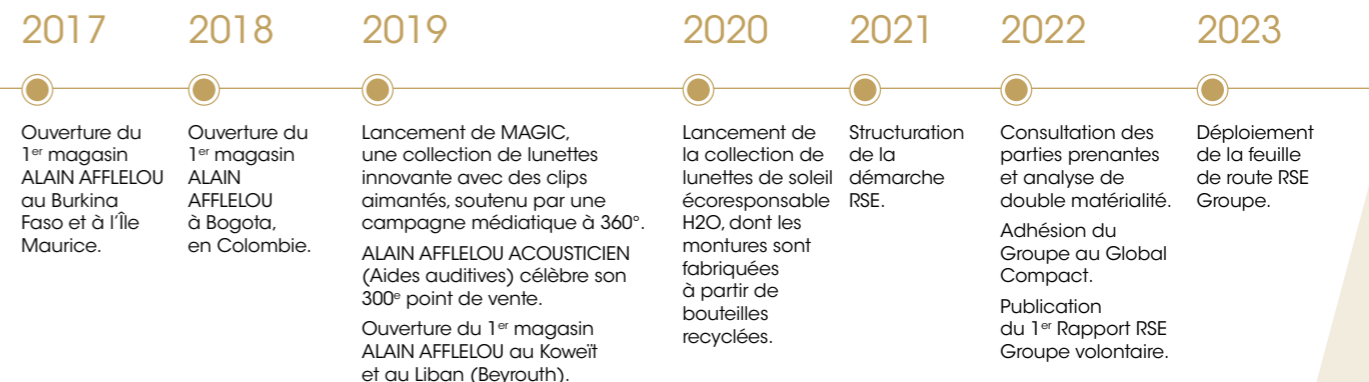 2017
Ouverture du
1er magasin
ALAIN AFFLELOU
au Burkina
Faso et à l'Île
Maurice.
2018
Ouverture du
1er magasin
ALAIN
AFFLELOU
à Bogota,
en Colombie.
2019
Lancement de MAGIC,
une collection de lunettes
innovante avec des clips
aimantés, soutenu par une
campagne médiatique à 360°.
ALAIN AFFLELOU ACOUSTICIEN
(Aides auditives) célèbre son
300e point de vente.
Ouverture du 1er magasin
ALAIN AFFLELOU au Koweït
et au Liban (Beyrouth).
2020
Lancement de
la collection de
lunettes de soleil
écoresponsable
H2O, dont les
montures sont
fabriquées
à partir de
bouteilles
recyclées.
2021
Structuration
de la
démarche
RSE.
2022
Consultation des
parties prenantes
et analyse de
double matérialité.
Adhésion du
Groupe au Global
Compact.
Publication
du 1er Rapport RSE
Groupe volontaire.
2023
Déploiement
de la feuille
de route RSE
Groupe.